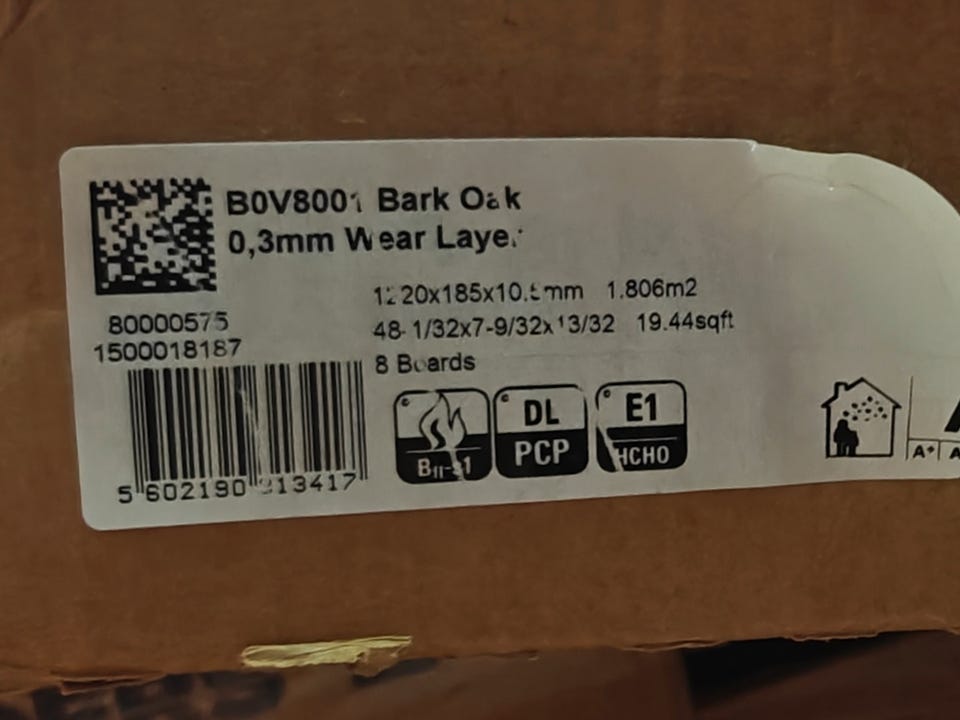 B0V8001 Bark Oak
0,3mm Wear Layer
1220x185x10.5mm 1.806m2
48-1/32x7-9/32x13/32 19.44sqft
8 Boards
80000575
1500018187
5 602190
DL
PCP
E1
HCHO
A+